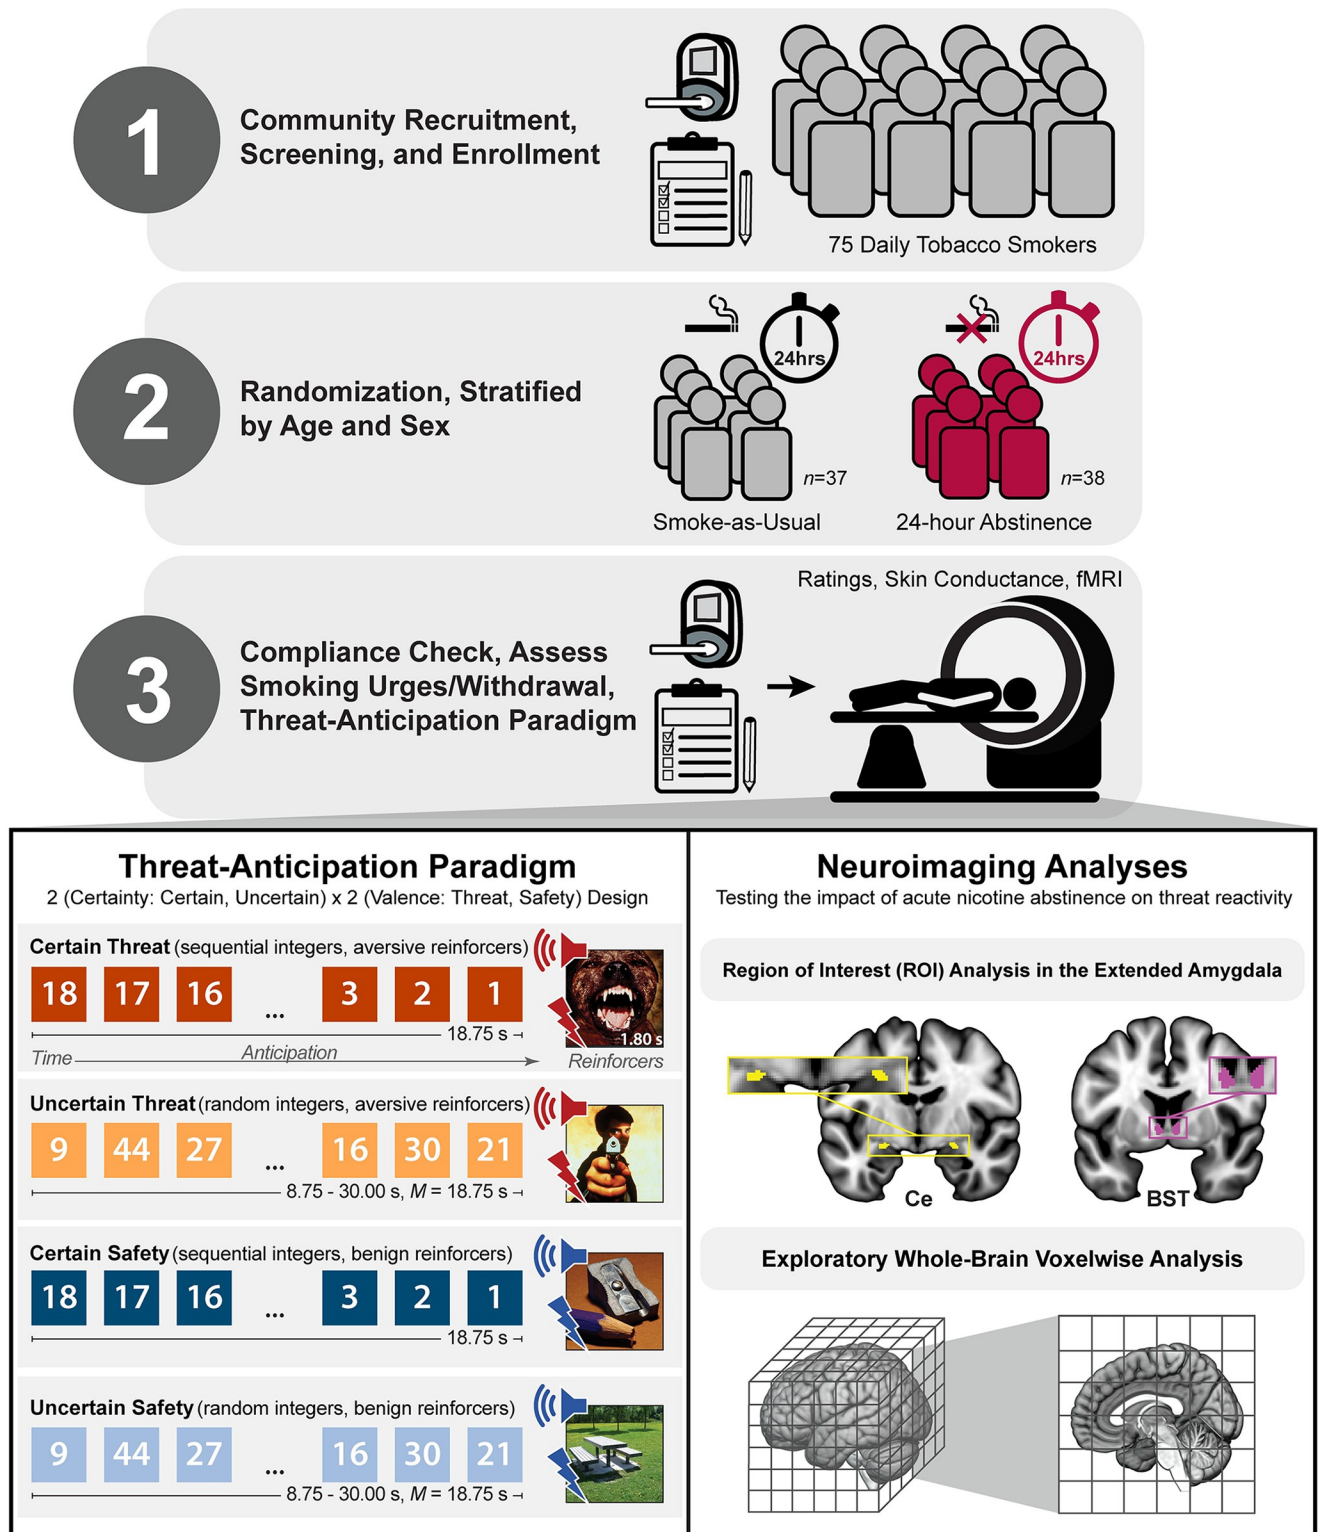 1
Community Recruitment,
Screening, and Enrollment
75 Daily Tobacco Smokers
2
Randomization, Stratified
by Age and Sex
24hrs
n=37
Smoke-as-Usual
24hrs
n=38
24-hour Abstinence
3
Compliance Check, Assess
Smoking Urges/Withdrawal,
Threat-Anticipation Paradigm
Ratings, Skin Conductance, fMRI
Threat-Anticipation Paradigm
2 (Certainty: Certain, Uncertain) x 2 (Valence: Threat, Safety) Design
Certain Threat (sequential integers, aversive reinforcers)
18 17 16 ... 3 2 1
18.75 s
1.80 s
Time Anticipation Reinforcers
Uncertain Threat (random integers, aversive reinforcers)
9 44 27 ... 16 30 21
8.75 - 30.00 s, M = 18.75 s
Certain Safety (sequential integers, benign reinforcers)
18 17 16 ... 3 2 1
18.75 s
Uncertain Safety (random integers, benign reinforcers)
9 44 27 ... 16 30 21
8.75 - 30.00 s, M = 18.75 s
Neuroimaging Analyses
Testing the impact of acute nicotine abstinence on threat reactivity
Region of Interest (ROI) Analysis in the Extended Amygdala
Ce
BST
Exploratory Whole-Brain Voxelwise Analysis